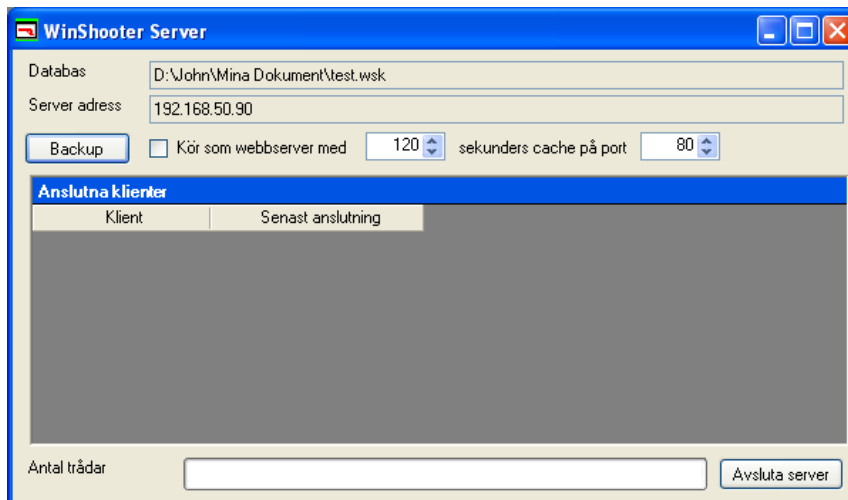 WinShooter Server
Databas D:\John\Mina Dokument\test.wsk
Server adress 192.168.50.90
Backup Kör som webbserver med 120 sekunders cache på port 80
Anslutna klienter
Klient Senast anslutning
Antal trådar Avsluta server